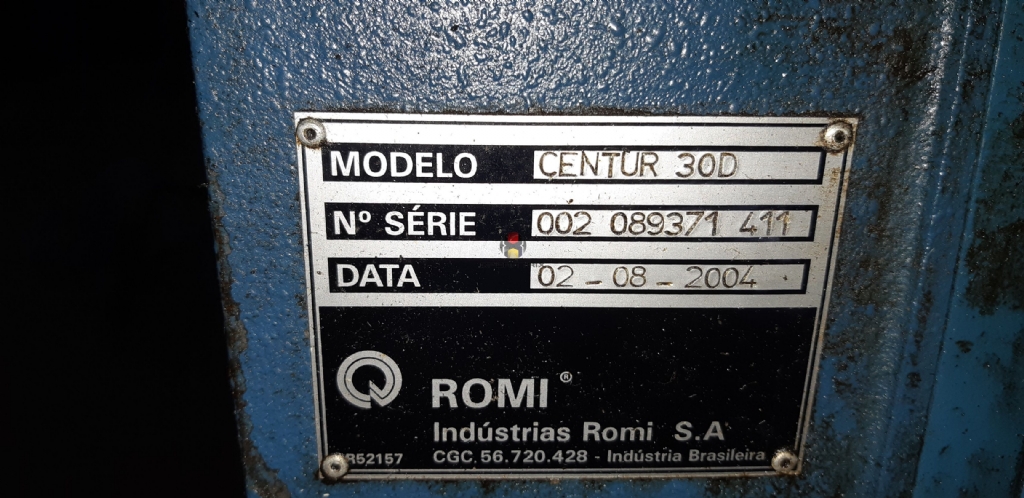 MODELO CENTUR 30D
Nº SÉRIE 002 089371 411
DATA 02-08-2004
ROMI®
Indústrias Romi S.A
CGC.56.720.428 - Indústria Brasileira